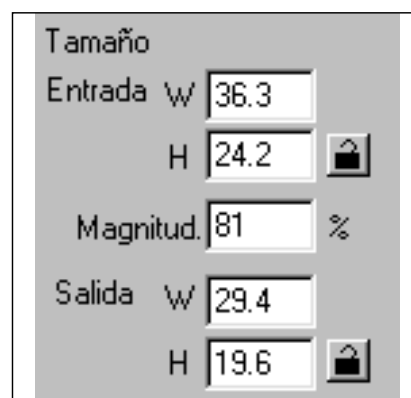 Tamaño
Entrada W 36.3
H 24.2
Magnitud. 81 %
Salida W 29.4
H 19.6